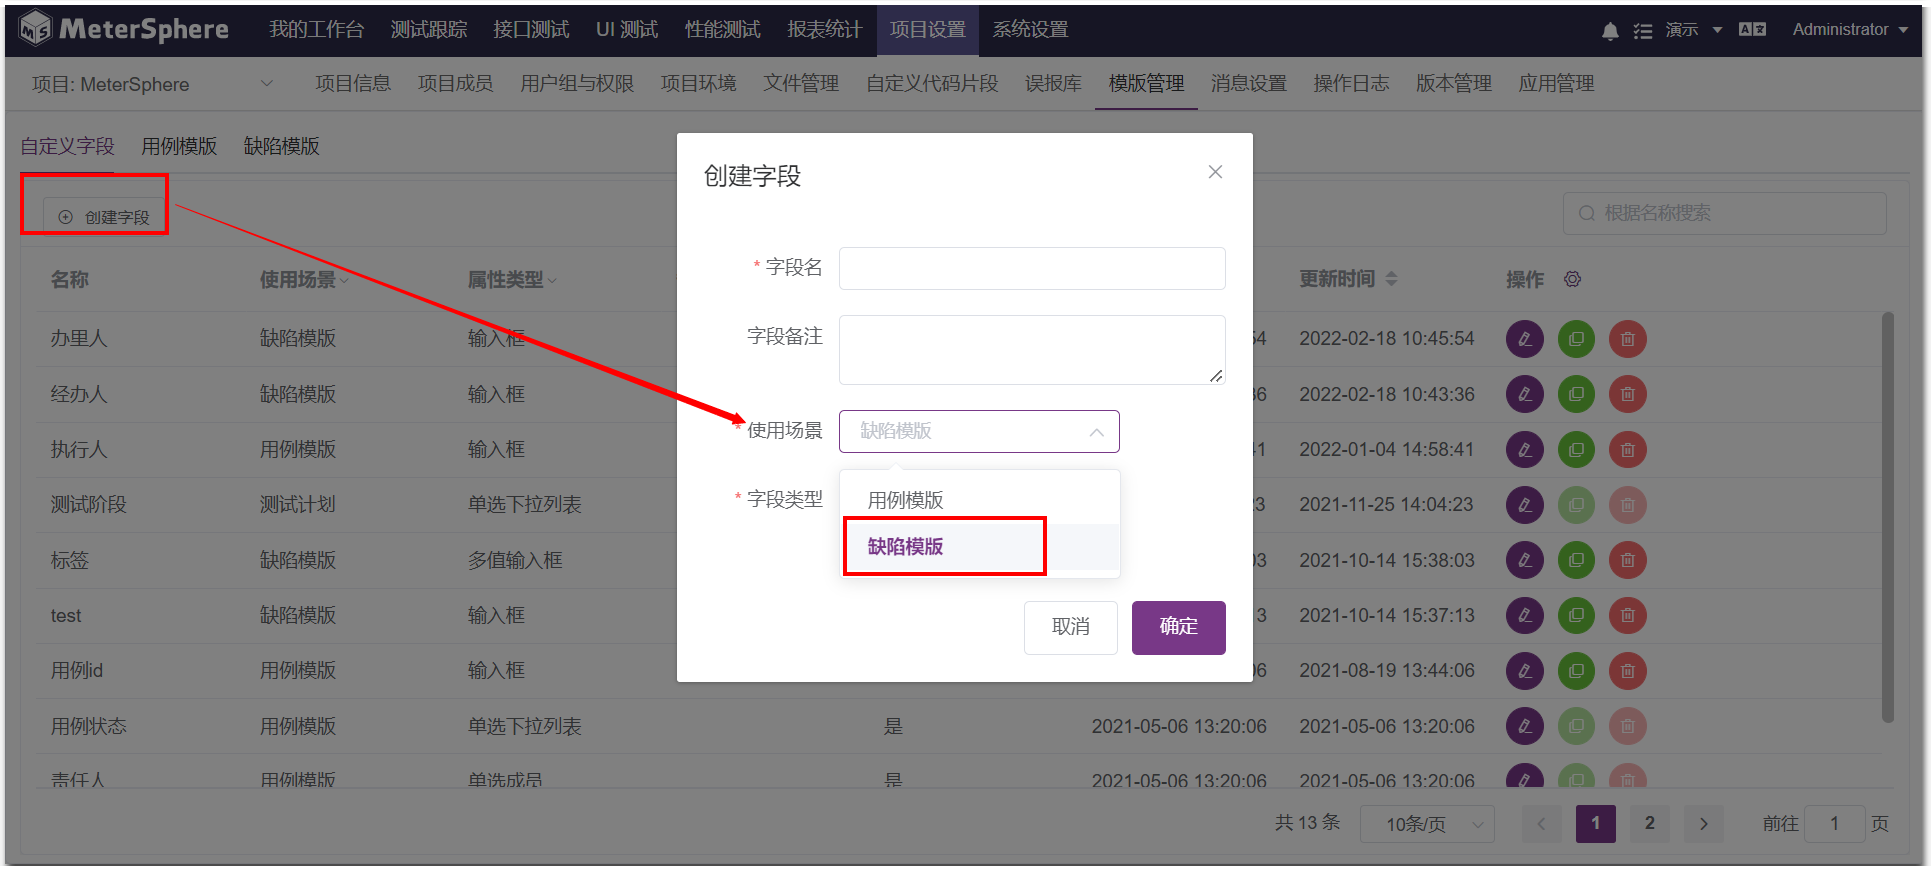 MeterSphere 我的工作台 测试跟踪 接口测试 UI 测试 性能测试 报表统计 项目设置 系统设置 演示 Administrator
项目: MeterSphere 项目信息 项目成员 用户组与权限 项目环境 文件管理 自定义代码片段 误报库 模版管理 消息设置 操作日志 版本管理 应用管理
自定义字段 用例模版 缺陷模版
创建字段
根据名称搜索
名称 使用场景 属性类型 更新时间 操作
办里人 缺陷模版 输入框 54 2022-02-18 10:45:54
经办人 缺陷模版 输入框 36 2022-02-18 10:43:36
执行人 用例模版 输入框 41 2022-01-04 14:58:41
测试阶段 测试计划 单选下拉列表 23 2021-11-25 14:04:23
标签 缺陷模版 多值输入框 03 2021-10-14 15:38:03
test 缺陷模版 输入框 3 2021-10-14 15:37:13
用例id 用例模版 输入框 06 2021-08-19 13:44:06
用例状态 用例模版 单选下拉列表 是 2021-05-06 13:20:06 2021-05-06 13:20:06
责任人 用例模版 单选成员 是 2021-05-06 13:20:06 2021-05-06 13:20:06
共 13 条 10条/页 1 2 前往 1 页
创建字段
* 字段名
字段备注
* 使用场景 缺陷模版
* 字段类型
用例模版
缺陷模版
取消 确定